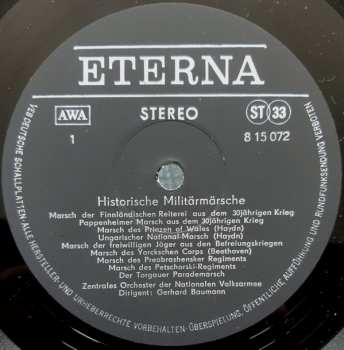 ETERNA
AWA
STEREO
ST 33
1
8 15 072
Historische Militärmärsche
Marsch der Finnländischen Reiterei aus dem 30jährigen Krieg
Pappenheimer Marsch aus dem 30jährigen Krieg
Marsch des Prinzen of Wales (Haydn)
Ungarischer National-Marsch (Haydn)
Marsch der freiwilligen Jäger aus den Befreiungskriegen
Marsch des Yorckschen Corps (Beethoven)
Marsch des Preobrashensker Regiments
Marsch des Petschorski-Regiments
Der Torgauer Parademarsch
Zentrales Orchester der Nationalen Volksarmee
Dirigent: Gerhard Baumann
VEB DEUTSCHE SCHALLPLATTEN · ALLE HERSTELLER- UND URHEBERRECHTE VORBEHALTEN · ÜBERSPIELUNG, ÖFFENTLICHE AUFFÜHRUNG UND RUNDFUNKSENDUNG VERBOTEN